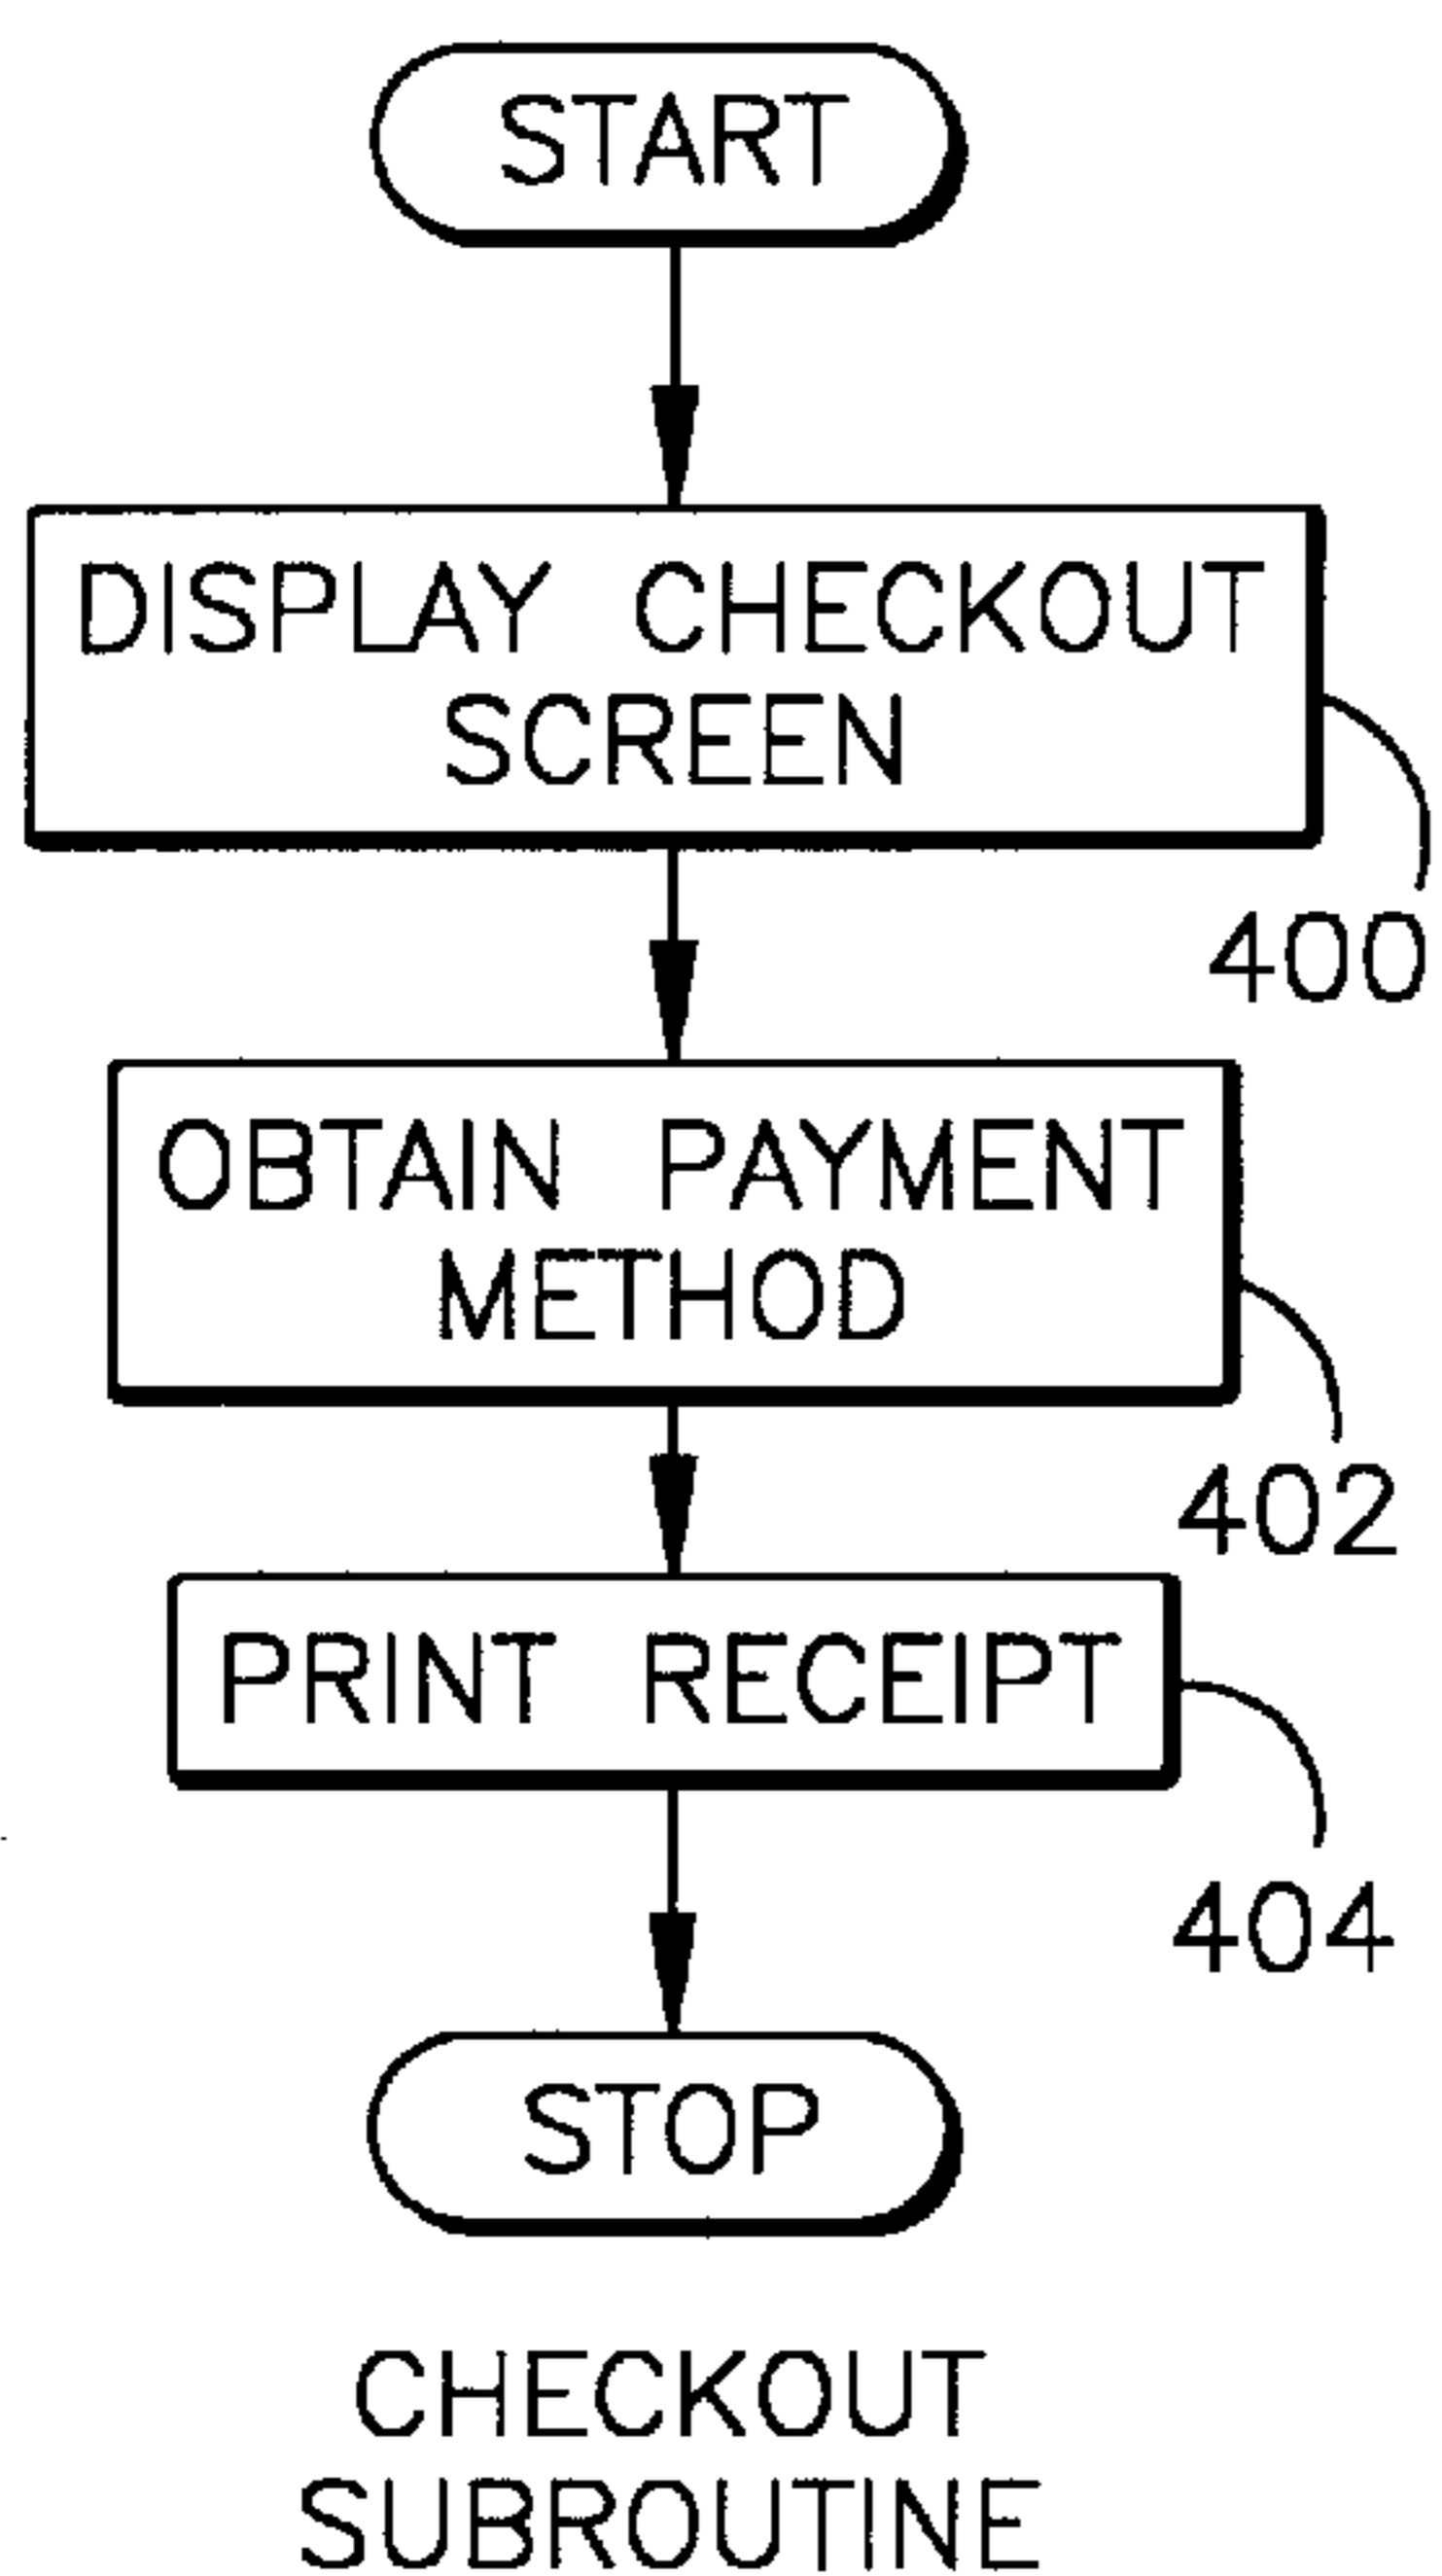 START
DISPLAY CHECKOUT
SCREEN
400
OBTAIN PAYMENT
METHOD
402
PRINT RECEIPT
404
STOP
CHECKOUT
SUBROUTINE